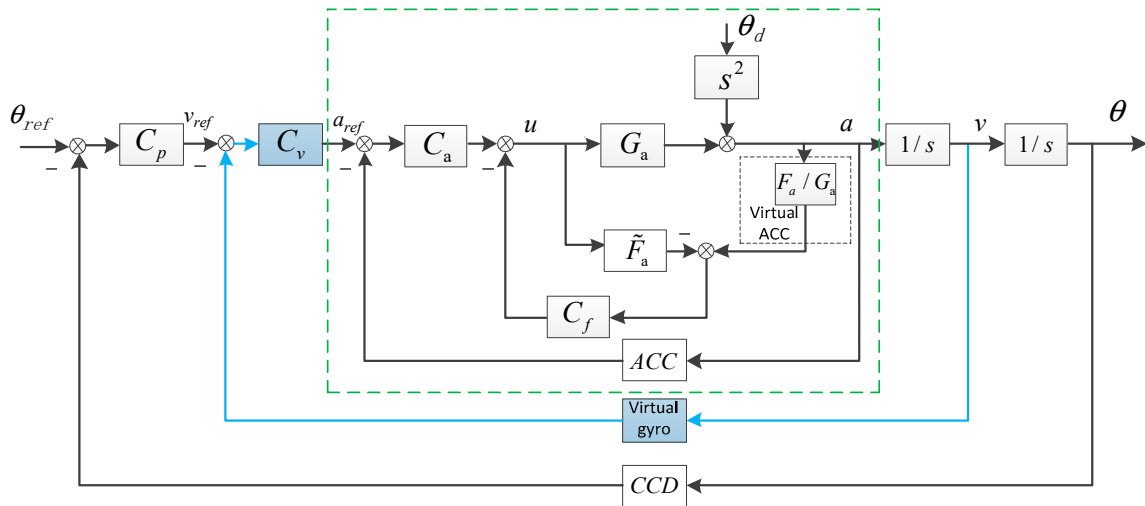 θ_d
s²
θ_ref
C_p
v_ref
C_v
a_ref
C_a
u
G_a
a
1/s
v
1/s
θ
−
−
−
−
F_a / G_a
Virtual
ACC
F̃_a
−
C_f
ACC
Virtual
gyro
CCD